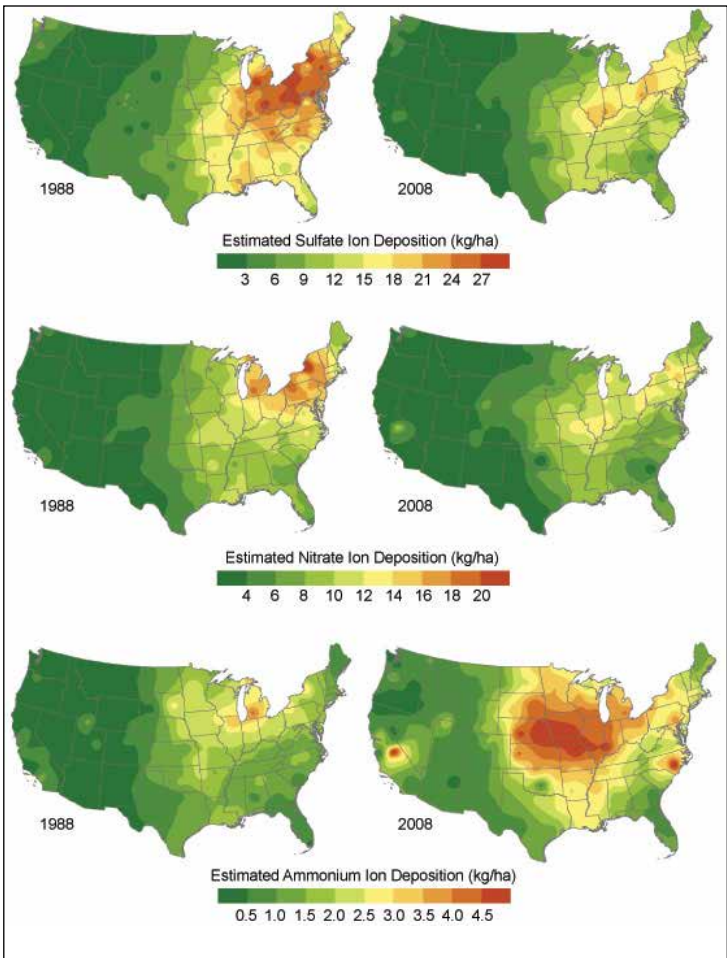 1988
2008
Estimated Sulfate Ion Deposition (kg/ha)
3 6 9 12 15 18 21 24 27
1988
2008
Estimated Nitrate Ion Deposition (kg/ha)
4 6 8 10 12 14 16 18 20
1988
2008
Estimated Ammonium Ion Deposition (kg/ha)
0.5 1.0 1.5 2.0 2.5 3.0 3.5 4.0 4.5